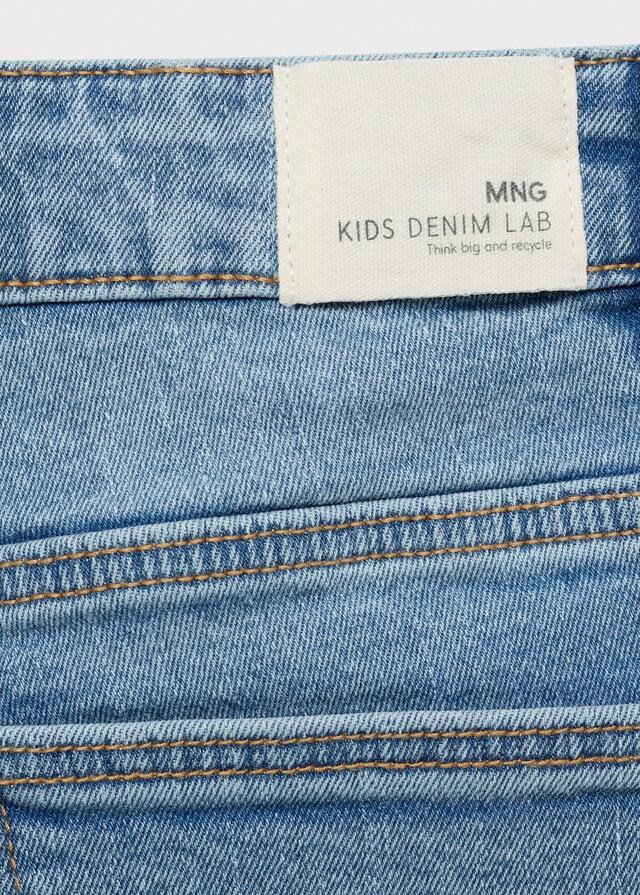 MNG
KIDS DENIM LAB
Think big and recycle